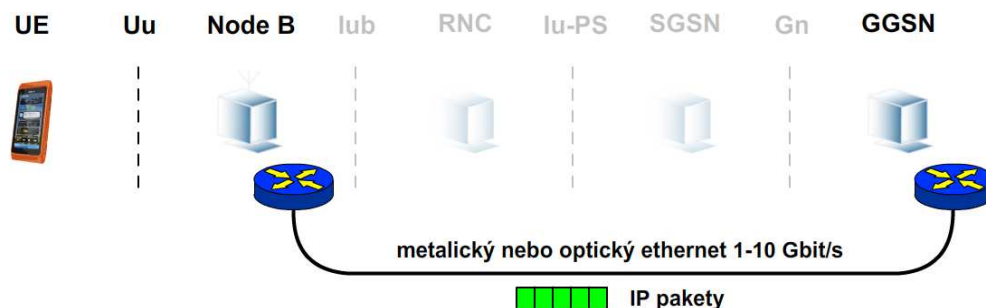 UE Uu Node B Iub RNC Iu-PS SGSN Gn GGSN
metalický nebo optický ethernet 1-10 Gbit/s
IP pakety